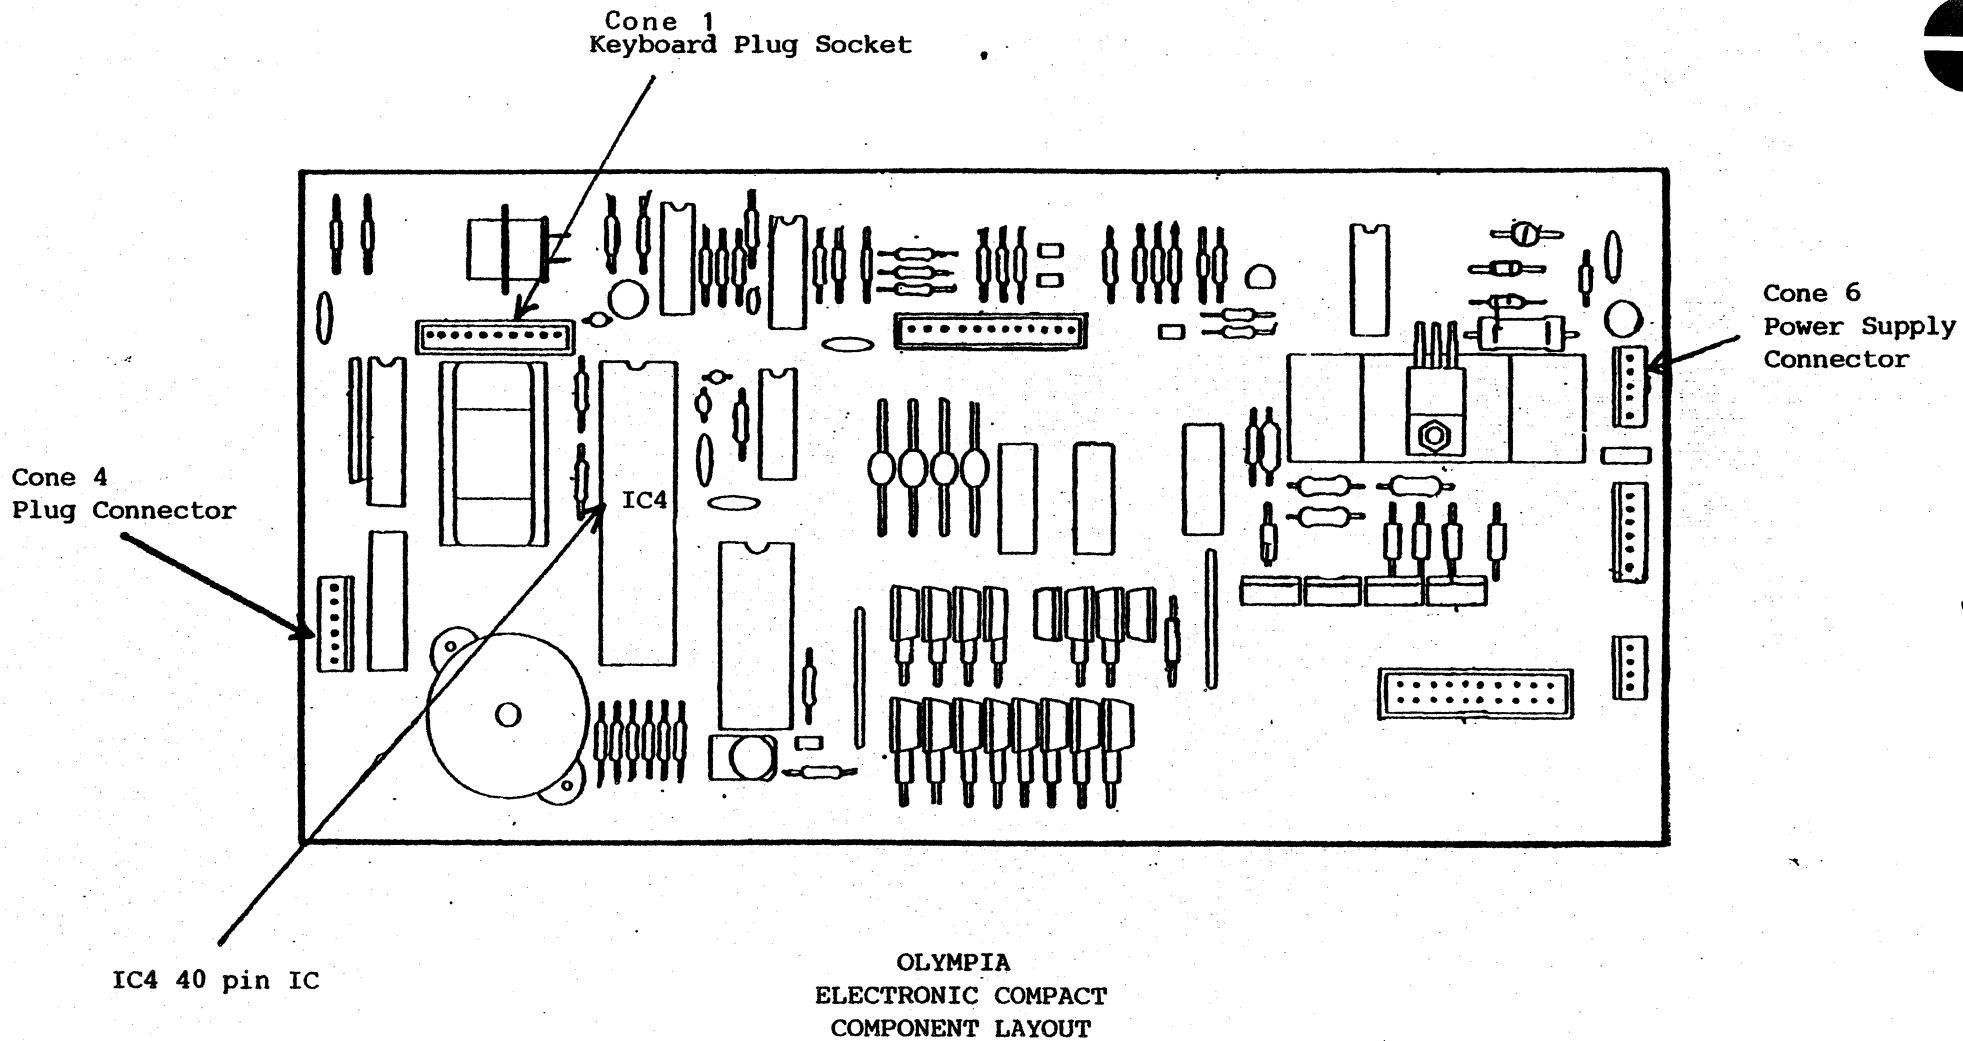 Cone 1
Keyboard Plug Socket
Cone 6
Power Supply
Connector
Cone 4
Plug Connector
IC4
IC4 40 pin IC
OLYMPIA
ELECTRONIC COMPACT
COMPONENT LAYOUT